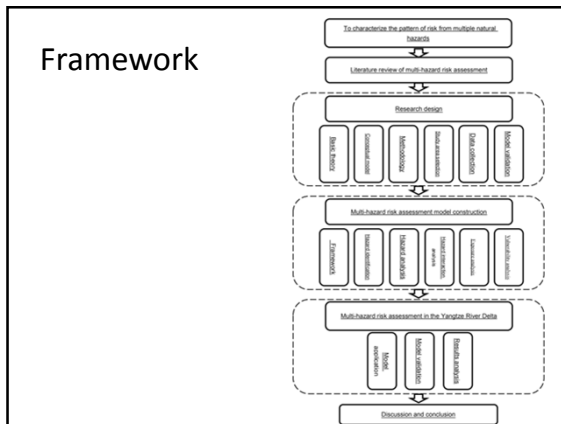 Framework
To characterize the pattern of risk from multiple natural
hazards
Literature review of multi-hazard risk assessment
Research design
Basic theory
Conceptual model
Methodology
Study area selection
Data collection
Model validation
Multi-hazard risk assessment model construction
Framework
Hazard identification
Hazard analysis
Hazard interaction
analysis
Exposure analysis
Vulnerability analysis
Multi-hazard risk assessment in the Yangtze River Delta
Model
application
Model validation
Results analysis
Discussion and conclusion